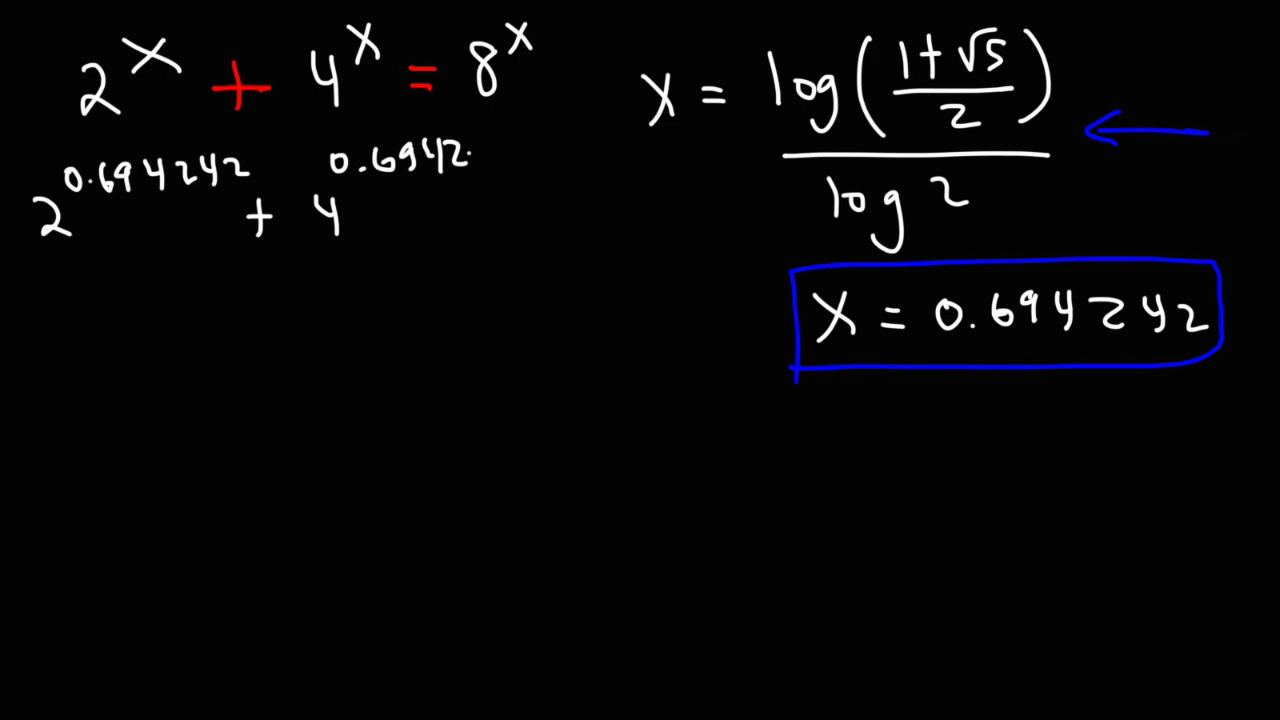 2^x + 4^x = 8^x
2^0.694242 + 4^0.6942.
x = log((1+√5)/2) / log 2
x = 0.694242